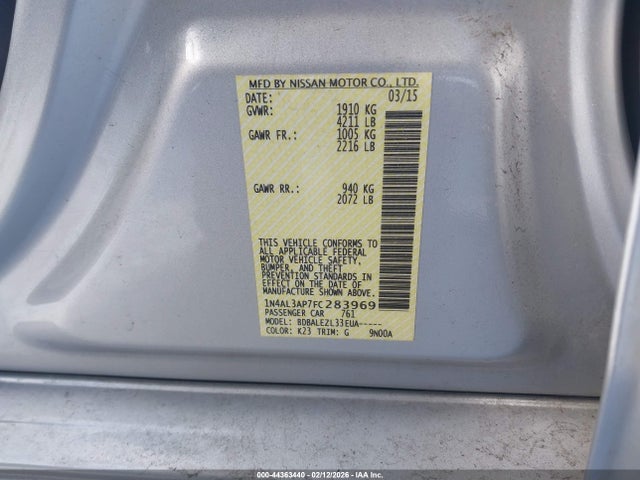 MFD BY NISSAN MOTOR CO., LTD.
DATE: 03/15
GVWR: 1910 KG
4211 LB
GAWR FR.: 1005 KG
2216 LB
GAWR RR.: 940 KG
2072 LB
THIS VEHICLE CONFORMS TO
ALL APPLICABLE FEDERAL
MOTOR VEHICLE SAFETY,
BUMPER, AND THEFT
PREVENTION STANDARDS IN
EFFECT ON THE DATE OF
MANUFACTURE SHOWN ABOVE.
1N4AL3AP7FC283969
PASSENGER CAR 761
MODEL: BDBALEZL33EUA-----
COLOR: K23 TRIM: G 9N00A
000-44363440 - 02/12/2026 - IAAI.com